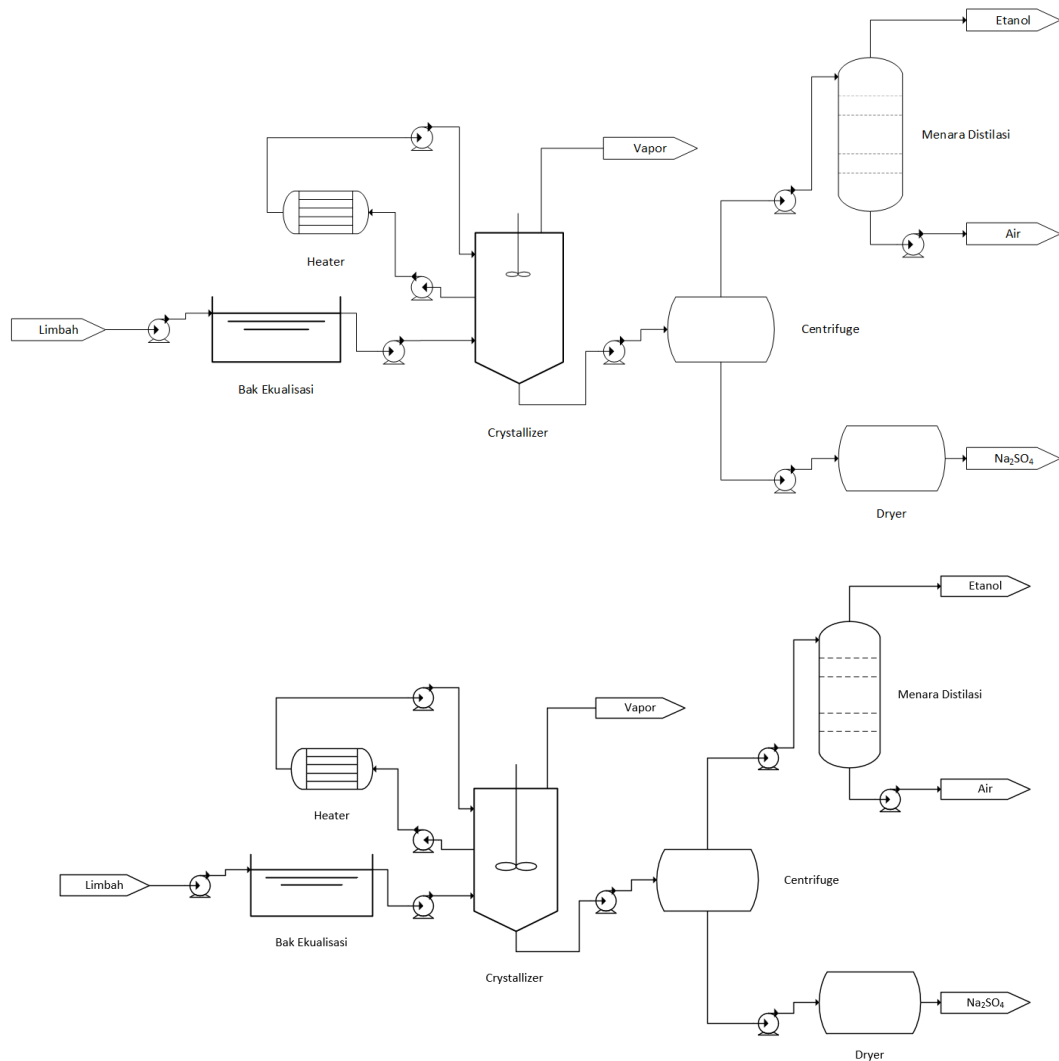 Etanol
Menara Distilasi
Vapor
Air
Heater
Limbah
Centrifuge
Bak Ekualisasi
Crystallizer
Na₂SO₄
Dryer
Etanol
Menara Distilasi
Vapor
Air
Heater
Limbah
Centrifuge
Bak Ekualisasi
Crystallizer
Na₂SO₄
Dryer